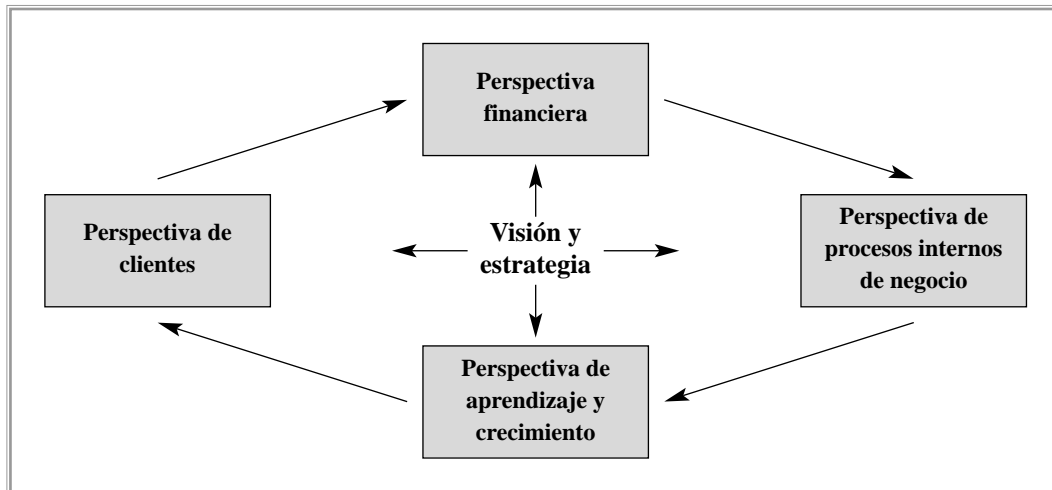 Perspectiva
financiera
Perspectiva de
clientes
Visión y
estrategia
Perspectiva de
procesos internos
de negocio
Perspectiva de
aprendizaje y
crecimiento